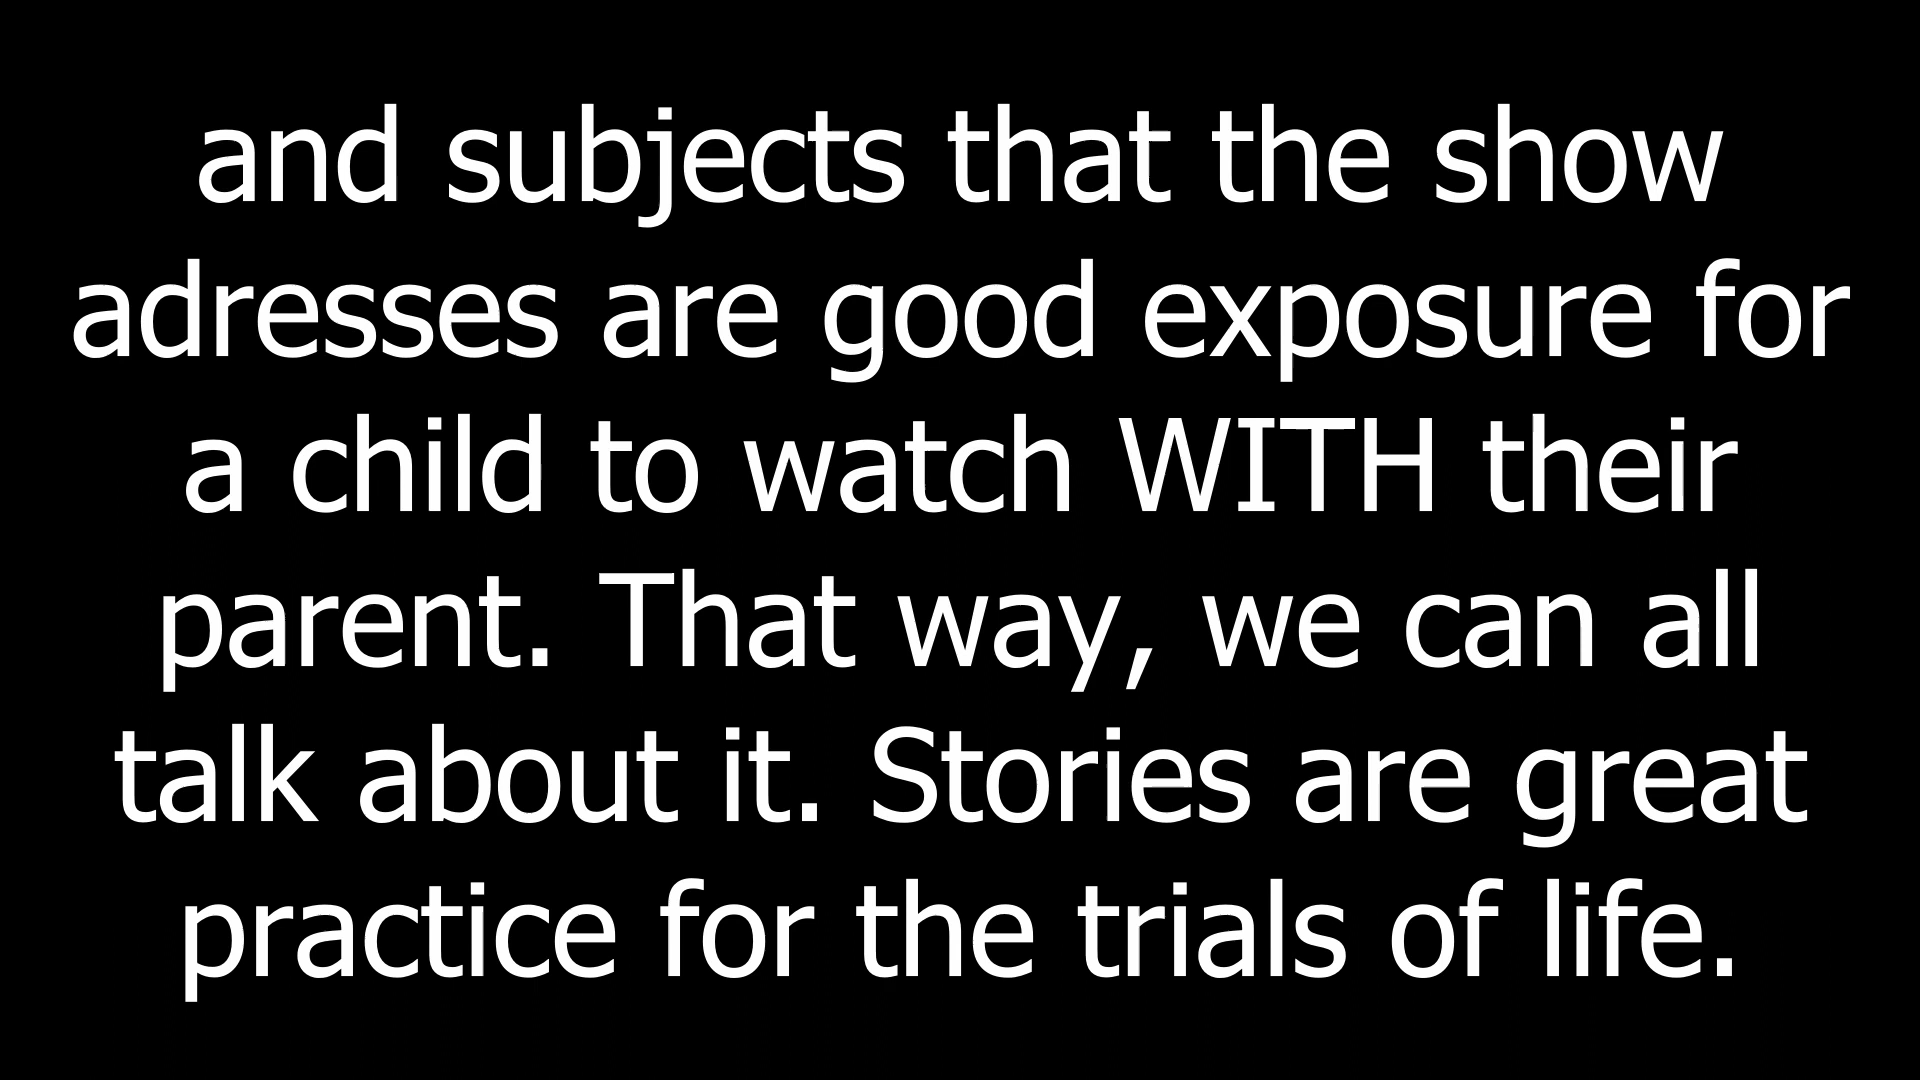 and subjects that the show
adresses are good exposure for
a child to watch WITH their
parent. That way, we can all
talk about it. Stories are great
practice for the trials of life.